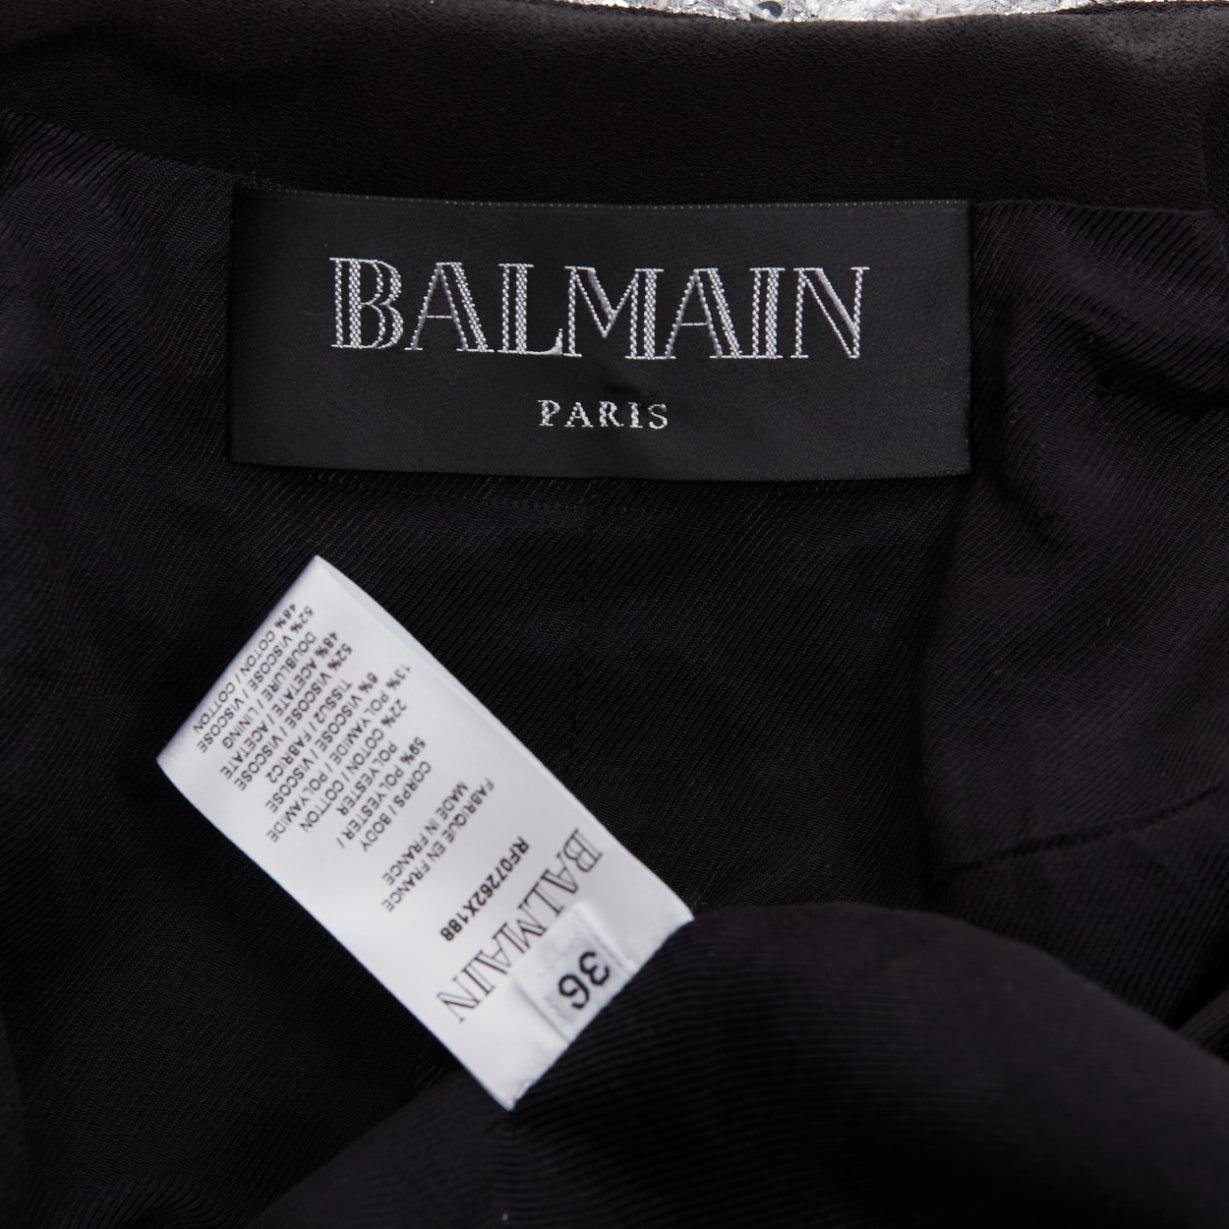 BALMAIN
PARIS
36
BALMAIN
RF07262X188
FABRIQUE EN FRANCE
MADE IN FRANCE
CORPS / BODY
59% POLYESTER /
POLYESTER
22% COTON / COTTON
13% POLYAMIDE / POLYAMIDE
6% VISCOSE / VISCOSE
TISSU2 / FABRIC2
52% VISCOSE / VISCOSE
48% ACETATE / ACETATE
DOUBLURE / LINING
52% VISCOSE / VISCOSE
48% COTON / COTTON